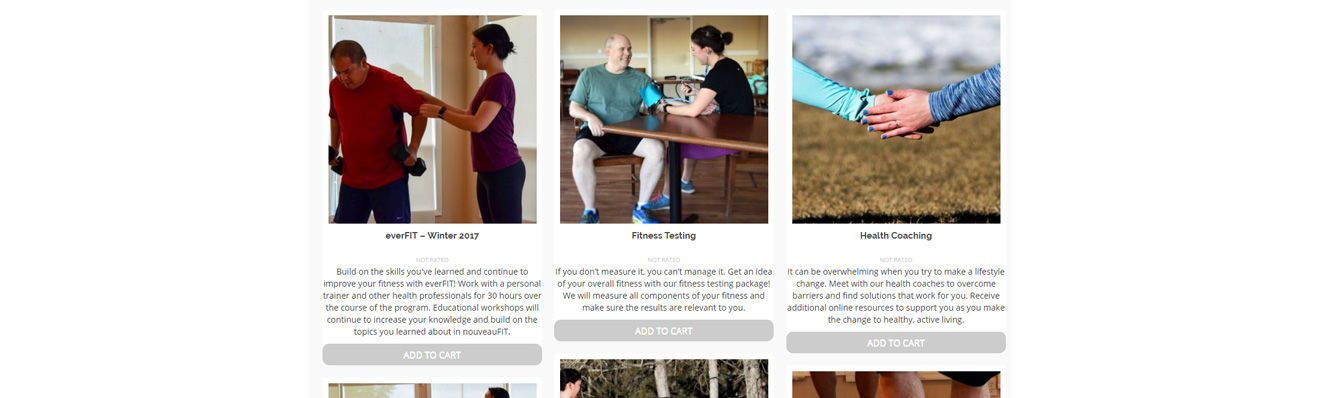 everFIT – Winter 2017
NOT RATED
Build on the skills you've learned and continue to
improve your fitness with everFIT! Work with a personal
trainer and other health professionals for 30 hours over
the course of the program. Educational workshops will
continue to increase your knowledge and build on the
topics you learned about in nouveauFIT.
ADD TO CART
Fitness Testing
NOT RATED
If you don't measure it, you can't manage it. Get an idea
of your overall fitness with our fitness testing package!
We will measure all components of your fitness and
make sure the results are relevant to you.
ADD TO CART
Health Coaching
NOT RATED
It can be overwhelming when you try to make a lifestyle
change. Meet with our health coaches to overcome
barriers and find solutions that work for you. Receive
additional online resources to support you as you make
the change to healthy, active living.
ADD TO CART